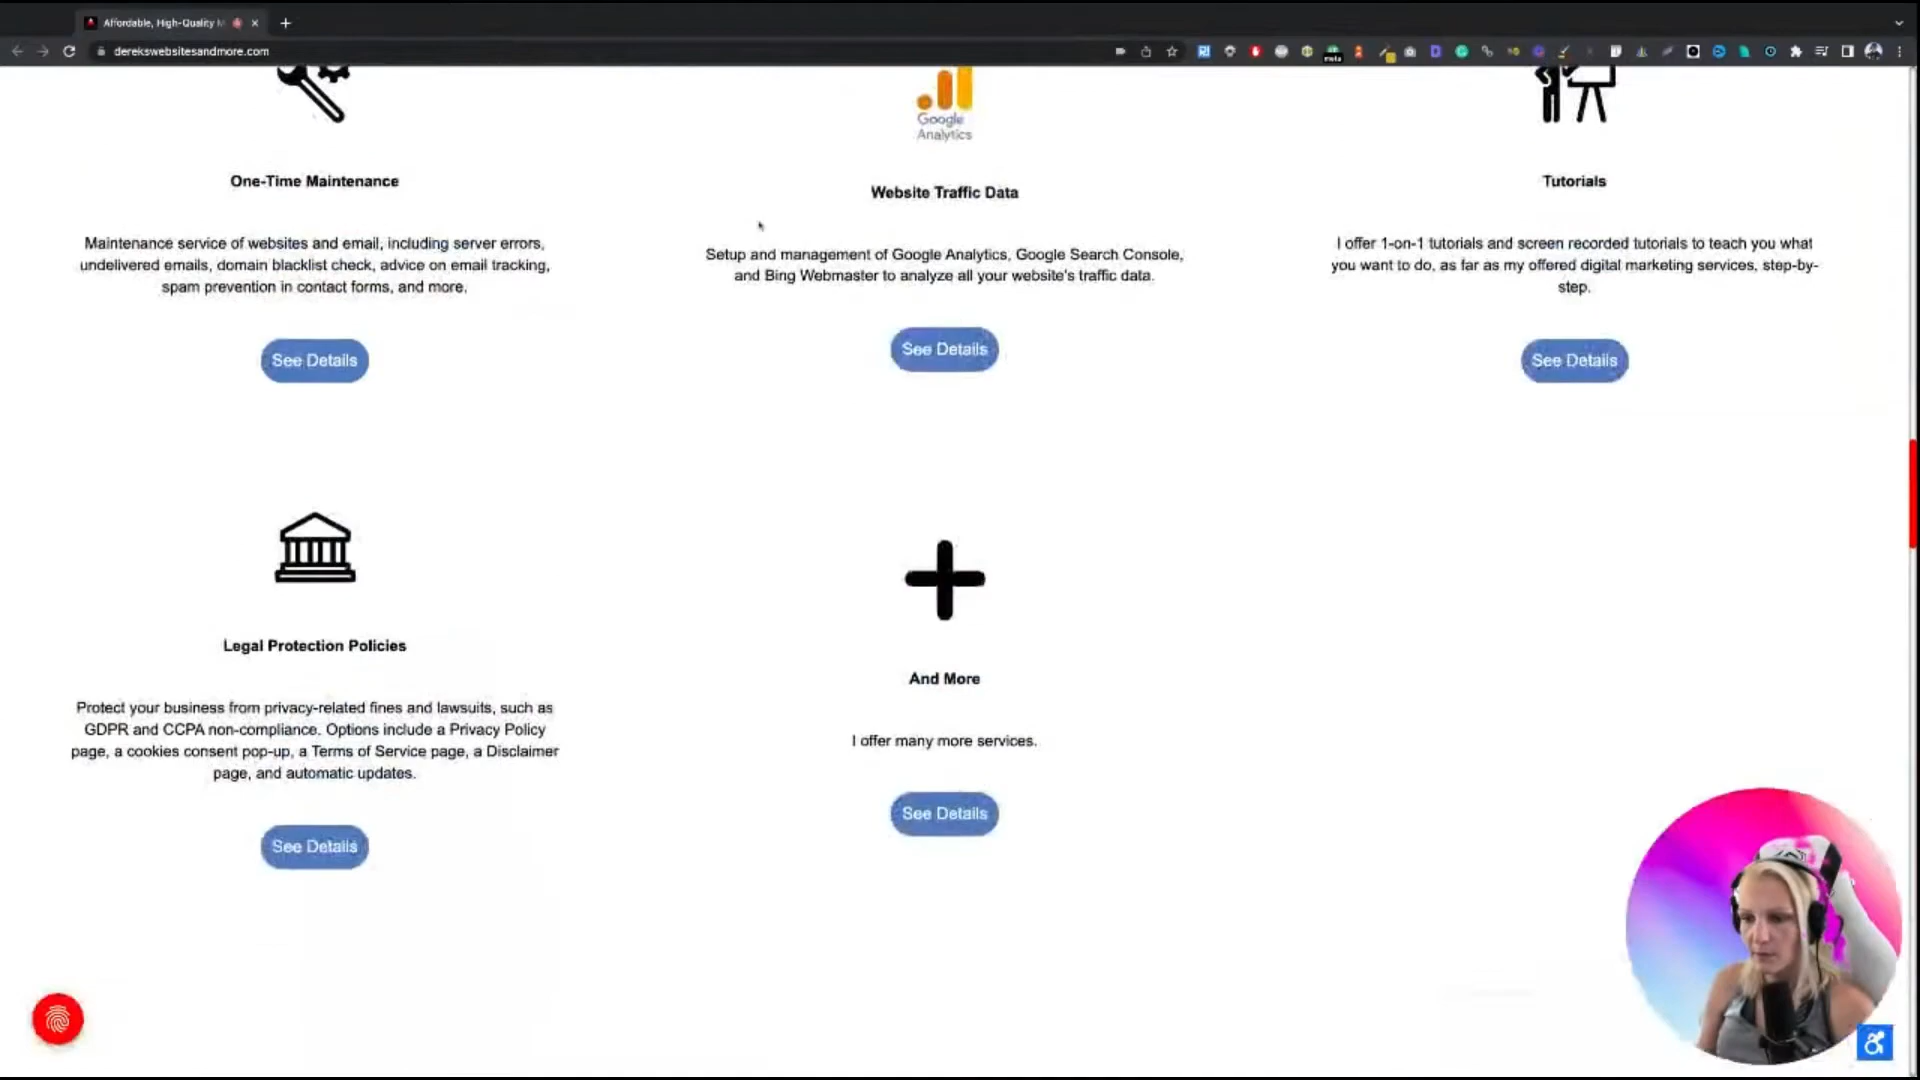 Affordable, High-Quality
derekswebsitesandmore.com
Google
Analytics
One-Time Maintenance
Maintenance service of websites and email, including server errors,
undelivered emails, domain blacklist check, advice on email tracking,
spam prevention in contact forms, and more.
See Details
Website Traffic Data
Setup and management of Google Analytics, Google Search Console,
and Bing Webmaster to analyze all your website's traffic data.
See Details
Tutorials
I offer 1-on-1 tutorials and screen recorded tutorials to teach you what
you want to do, as far as my offered digital marketing services, step-by-
step.
See Details
Legal Protection Policies
Protect your business from privacy-related fines and lawsuits, such as
GDPR and CCPA non-compliance. Options include a Privacy Policy
page, a cookies consent pop-up, a Terms of Service page, a Disclaimer
page, and automatic updates.
See Details
And More
I offer many more services.
See Details